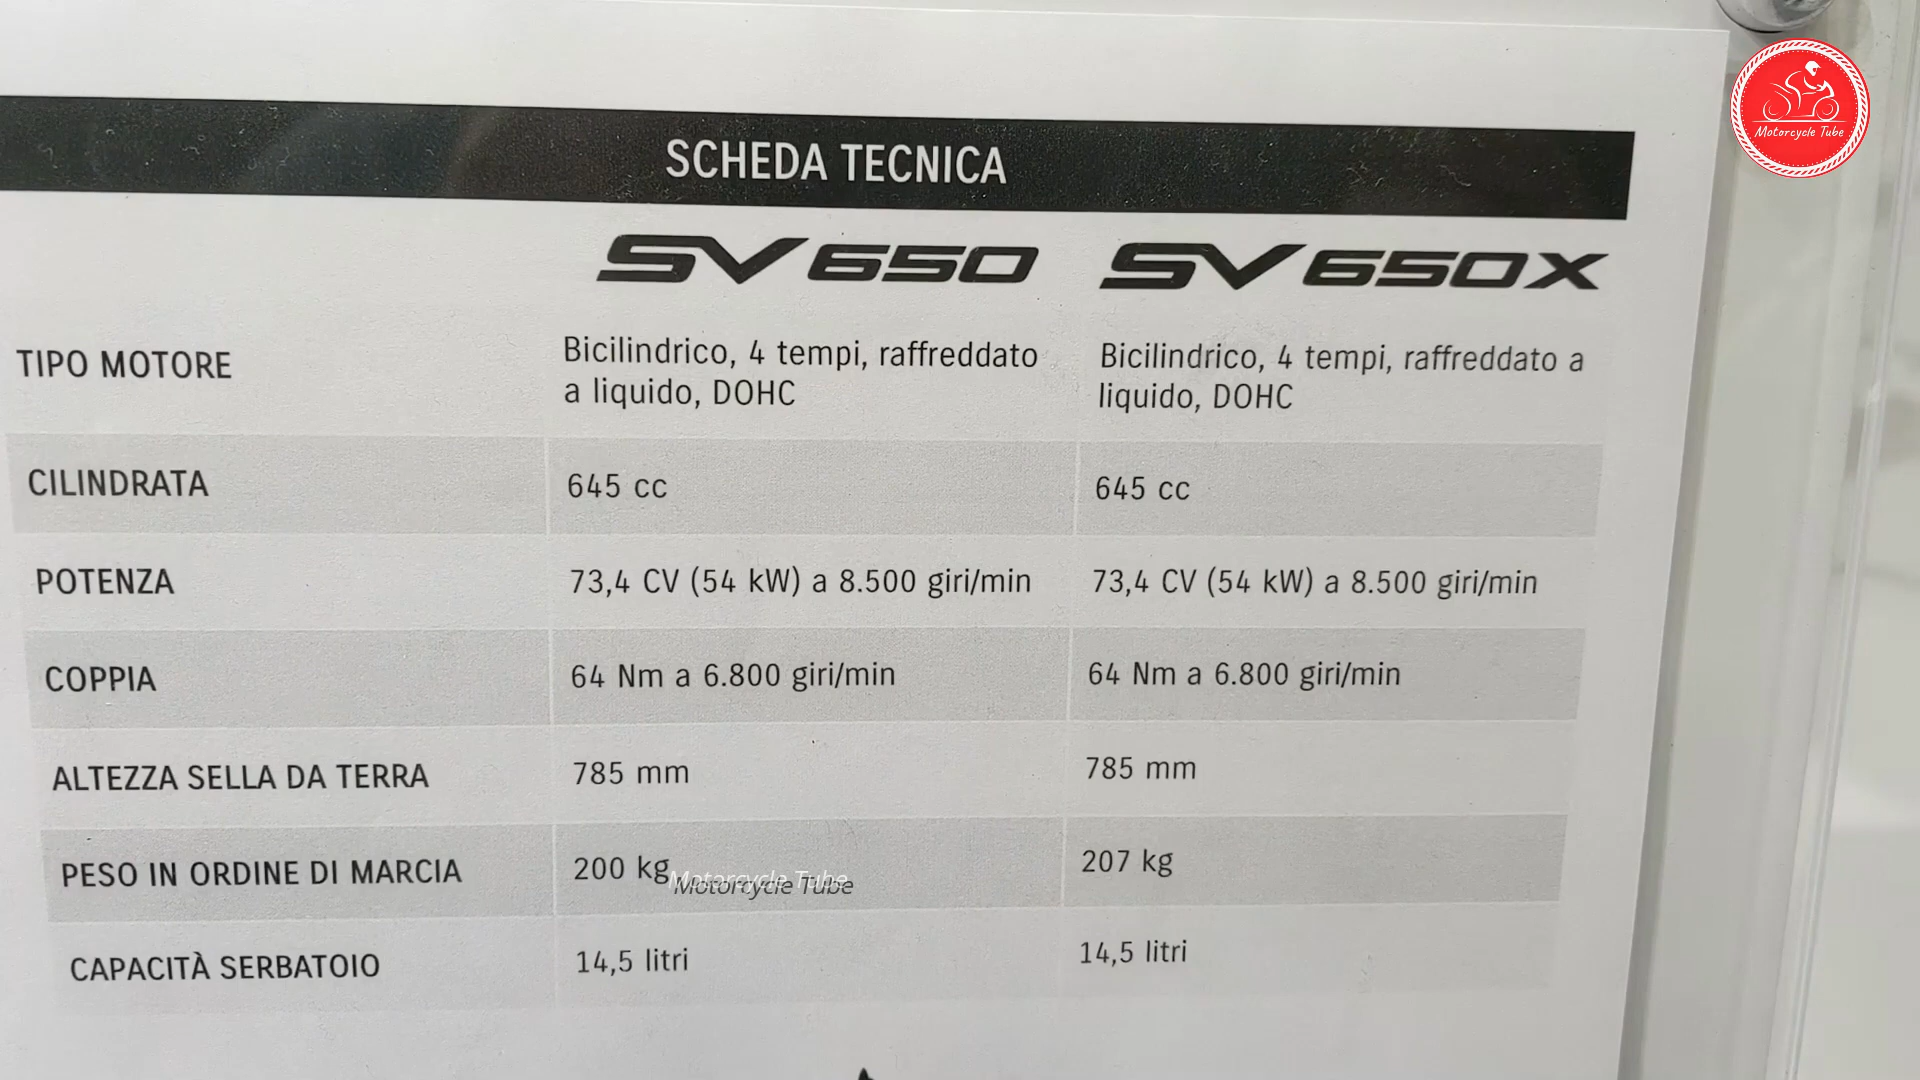 Motorcycle Tube
SCHEDA TECNICA
SV650 SV650X
TIPO MOTORE Bicilindrico, 4 tempi, raffreddato Bicilindrico, 4 tempi, raffreddato a
a liquido, DOHC liquido, DOHC
CILINDRATA 645 cc 645 cc
POTENZA 73,4 CV (54 kW) a 8.500 giri/min 73,4 CV (54 kW) a 8.500 giri/min
COPPIA 64 Nm a 6.800 giri/min 64 Nm a 6.800 giri/min
ALTEZZA SELLA DA TERRA 785 mm 785 mm
PESO IN ORDINE DI MARCIA 200 kg 207 kg
Motorcycle Tube
CAPACITÀ SERBATOIO 14,5 litri 14,5 litri